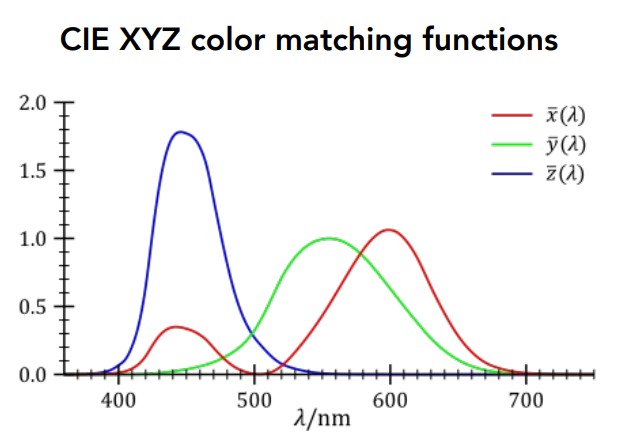 CIE XYZ color matching functions
2.0
1.5
1.0
0.5
0.0
x̄(λ)
ȳ(λ)
z̄(λ)
400 500 600 700
λ/nm